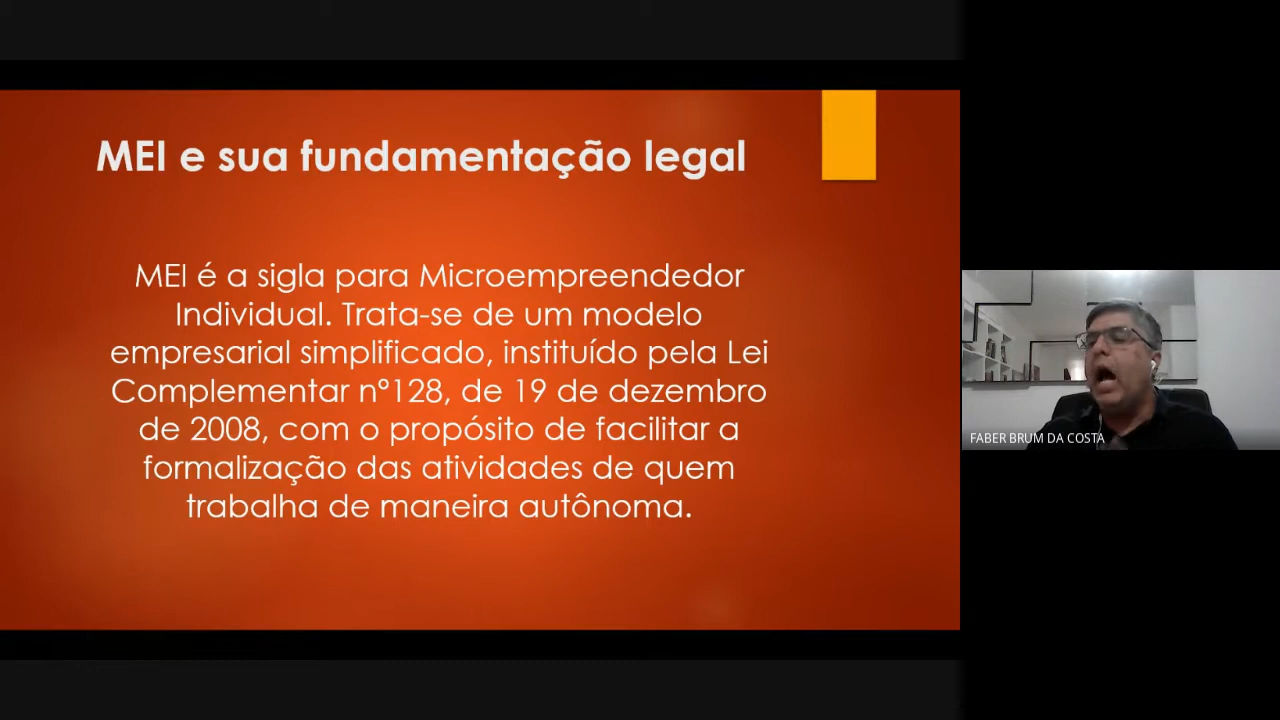 MEI e sua fundamentação legal
MEI é a sigla para Microempreendedor
Individual. Trata-se de um modelo
empresarial simplificado, instituído pela Lei
Complementar nº128, de 19 de dezembro
de 2008, com o propósito de facilitar a
formalização das atividades de quem
trabalha de maneira autônoma.
FABER BRUM DA COSTA